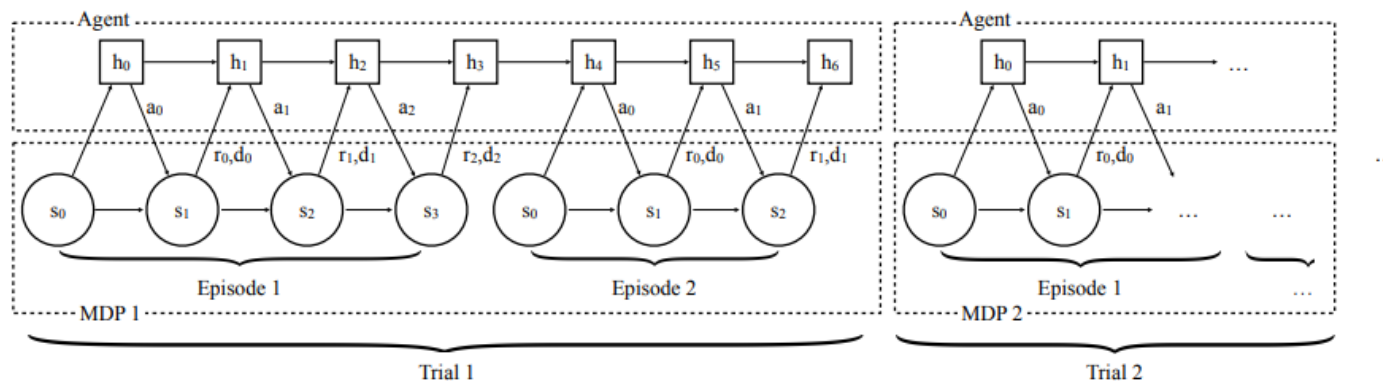 Agent Agent
h₀ h₁ h₂ h₃ h₄ h₅ h₆ h₀ h₁ ...
a₀ a₁ a₂ a₀ a₁ a₀ a₁
r₀,d₀ r₁,d₁ r₂,d₂ r₀,d₀ r₁,d₁ r₀,d₀ .
s₀ s₁ s₂ s₃ s₀ s₁ s₂ s₀ s₁ ... ...
Episode 1 Episode 2 Episode 1 ...
MDP 1 MDP 2
Trial 1 Trial 2